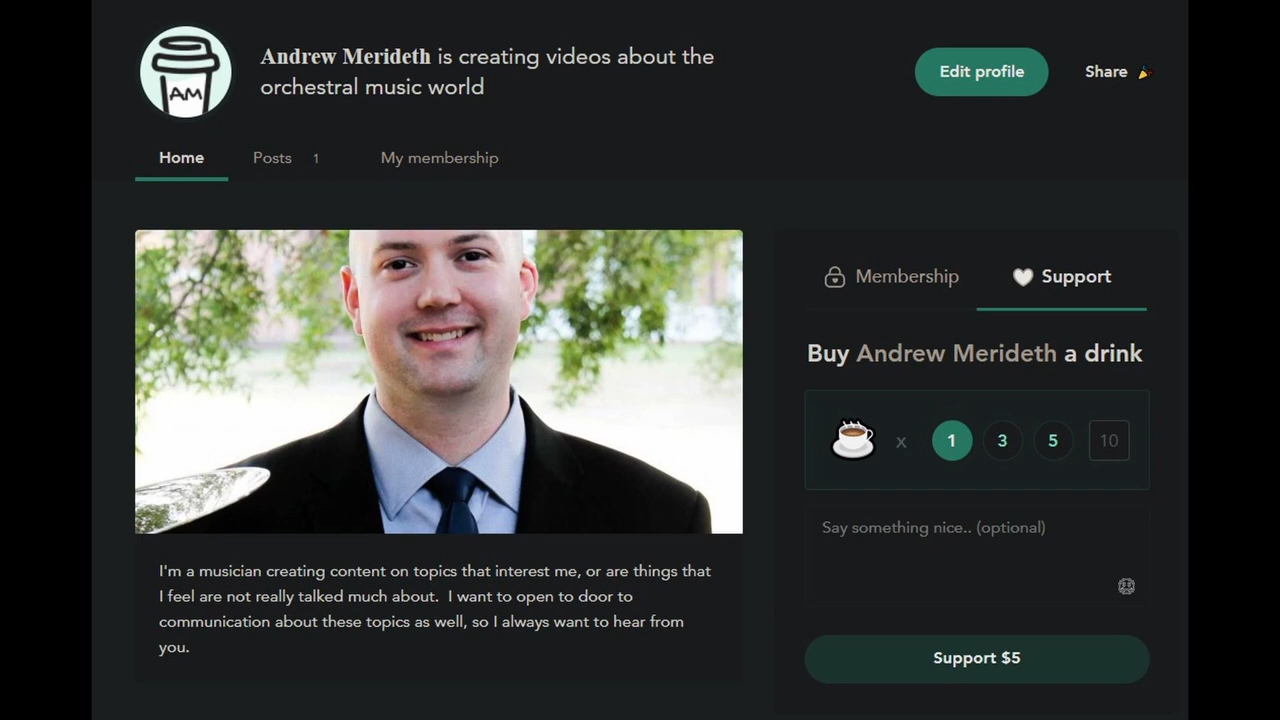 AM
Andrew Merideth is creating videos about the
orchestral music world
Edit profile
Share
Home
Posts 1
My membership
Membership
Support
Buy Andrew Merideth a drink
x 1 3 5 10
Say something nice.. (optional)
Support $5
I'm a musician creating content on topics that interest me, or are things that
I feel are not really talked much about.  I want to open to door to
communication about these topics as well, so I always want to hear from
you.